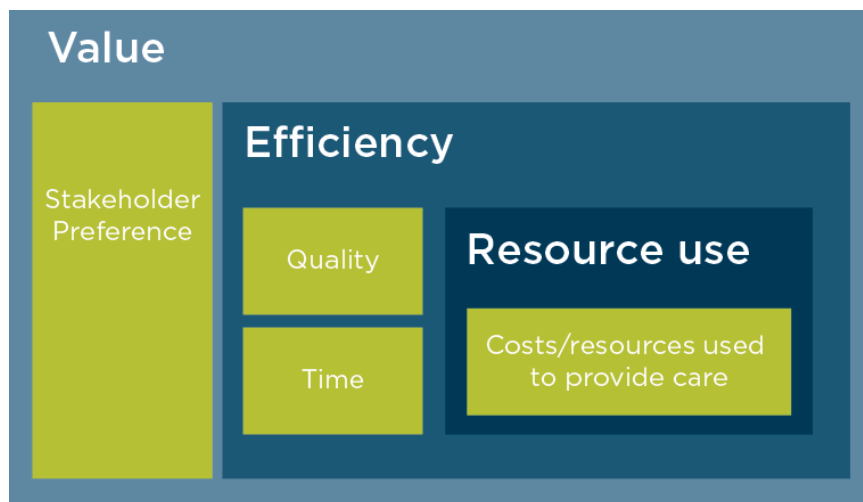 Value
Stakeholder
Preference
Efficiency
Quality
Time
Resource use
Costs/resources used
to provide care